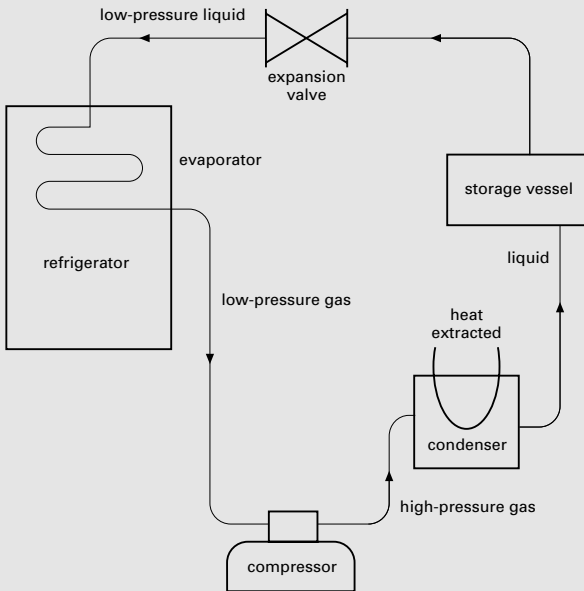 low-pressure liquid
expansion
valve
evaporator
storage vessel
refrigerator
liquid
low-pressure gas
heat
extracted
condenser
high-pressure gas
compressor